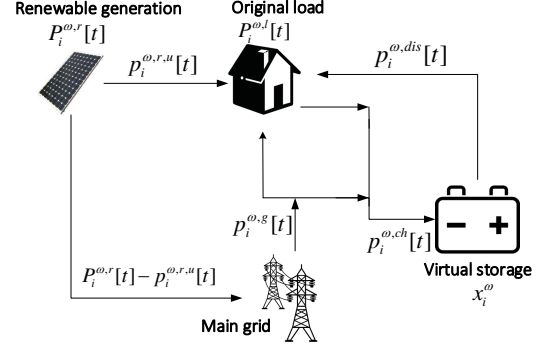 Renewable generation
P_i^{ω,r}[t]
Original load
P_i^{ω,l}[t]
p_i^{ω,r,u}[t]
p_i^{ω,dis}[t]
p_i^{ω,g}[t]
p_i^{ω,ch}[t]
P_i^{ω,r}[t] − p_i^{ω,r,u}[t]
Virtual storage
x_i^ω
Main grid